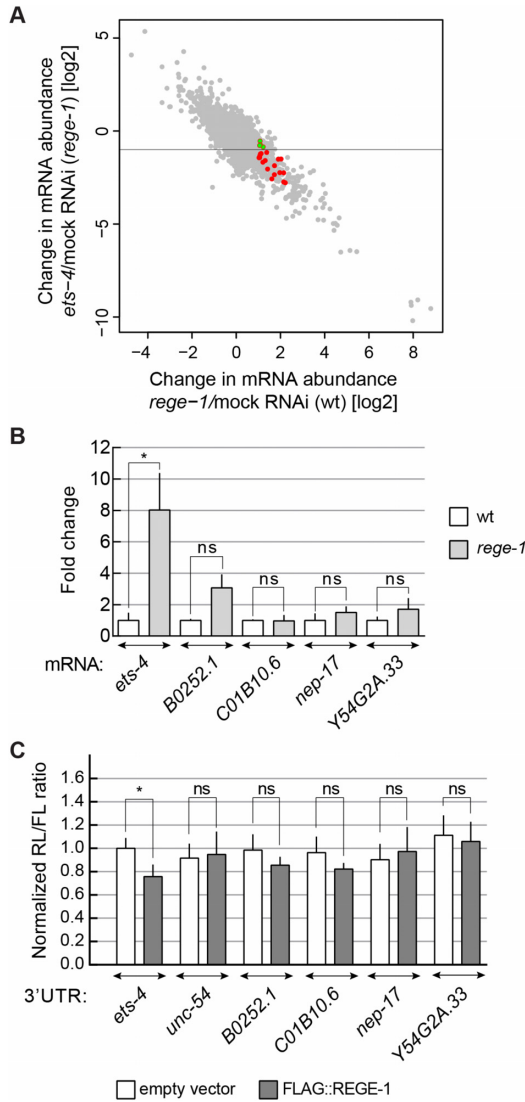 A
Change in mRNA abundance
ets−4/mock RNAi (rege−1) [log2]
5
0
−5
−10
−4 −2 0 2 4 6 8
Change in mRNA abundance
rege−1/mock RNAi (wt) [log2]
B
Fold change
12
10
8
6
4
2
0
*
ns
ns
ns
ns
wt
rege-1
mRNA:
ets-4
B0252.1
C01B10.6
nep-17
Y54G2A.33
C
Normalized RL/FL ratio
1.6
1.4
1.2
1.0
0.8
0.6
0.4
0.2
0.0
*
ns
ns
ns
ns
ns
3'UTR:
ets-4
unc-54
B0252.1
C01B10.6
nep-17
Y54G2A.33
empty vector
FLAG::REGE-1